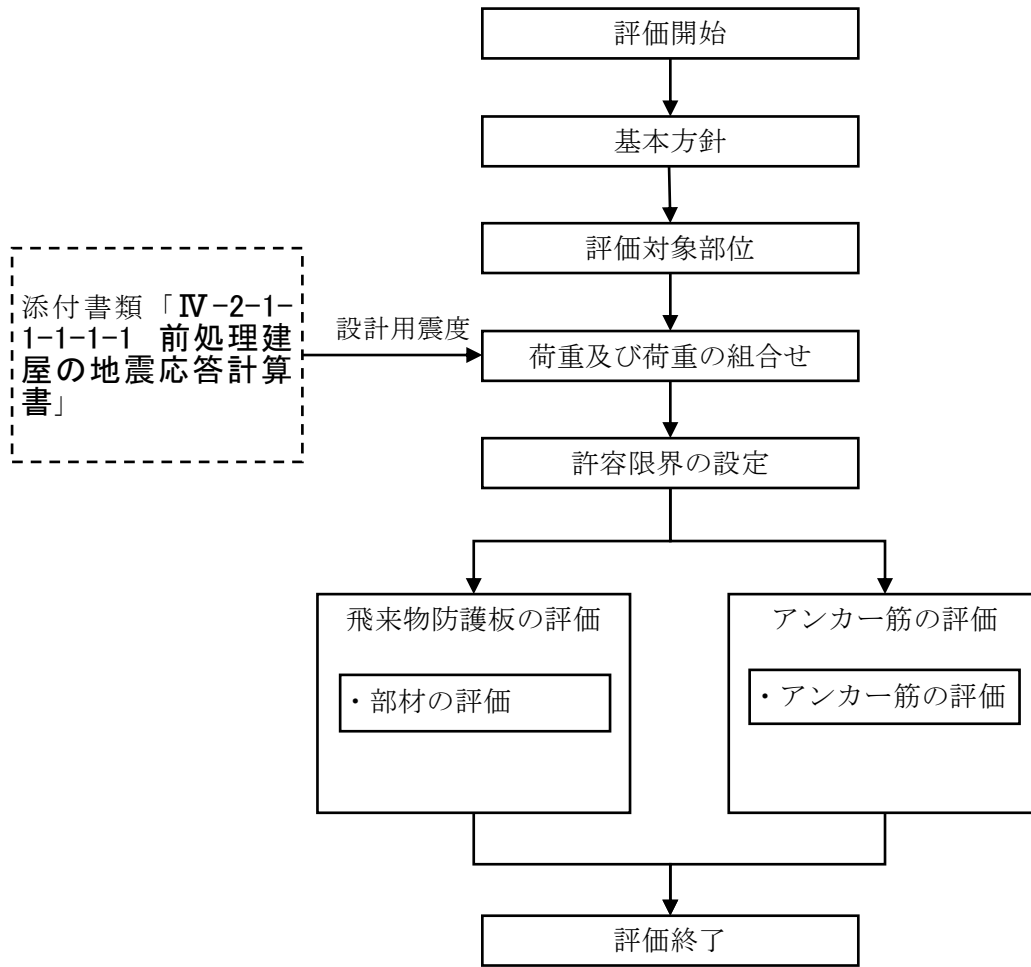 評価開始
基本方針
評価対象部位
添付書類「Ⅳ-2-1-
1-1-1-1 前処理建
屋の地震応答計算
書」
設計用震度
荷重及び荷重の組合せ
許容限界の設定
飛来物防護板の評価
・部材の評価
アンカー筋の評価
・アンカー筋の評価
評価終了